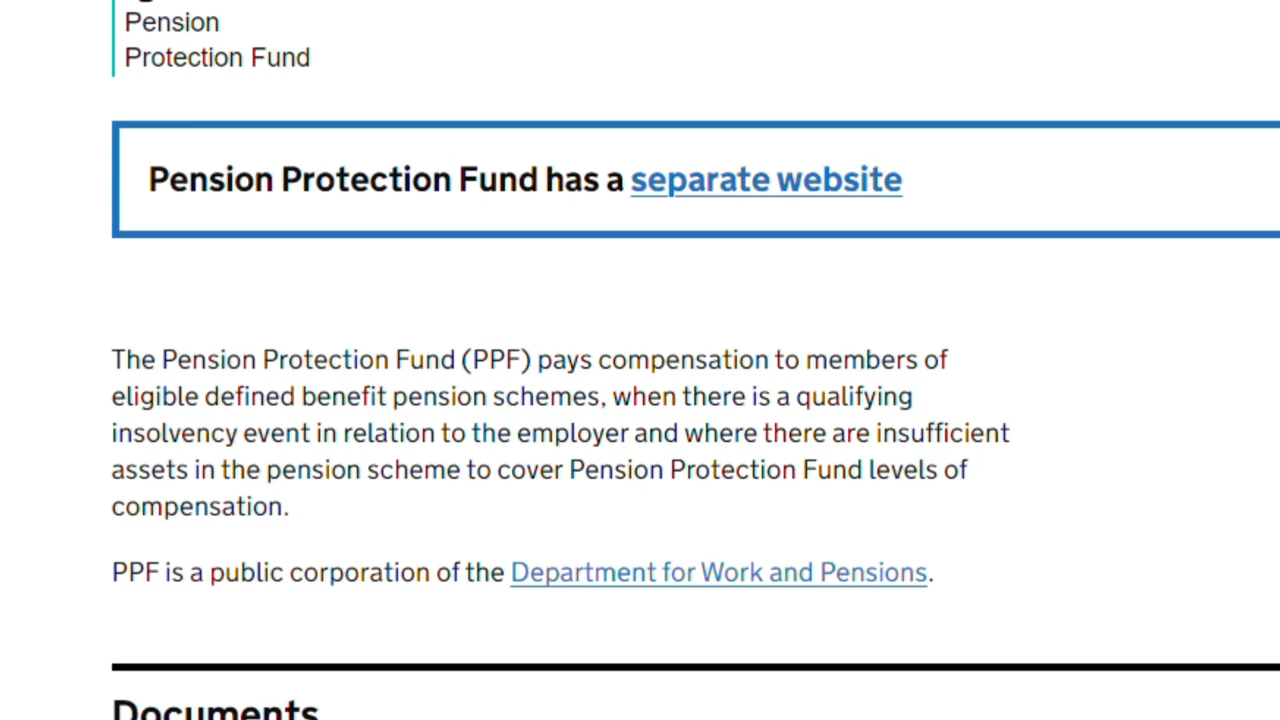 Pension
Protection Fund
Pension Protection Fund has a separate website
The Pension Protection Fund (PPF) pays compensation to members of
eligible defined benefit pension schemes, when there is a qualifying
insolvency event in relation to the employer and where there are insufficient
assets in the pension scheme to cover Pension Protection Fund levels of
compensation.
PPF is a public corporation of the Department for Work and Pensions.
Documents